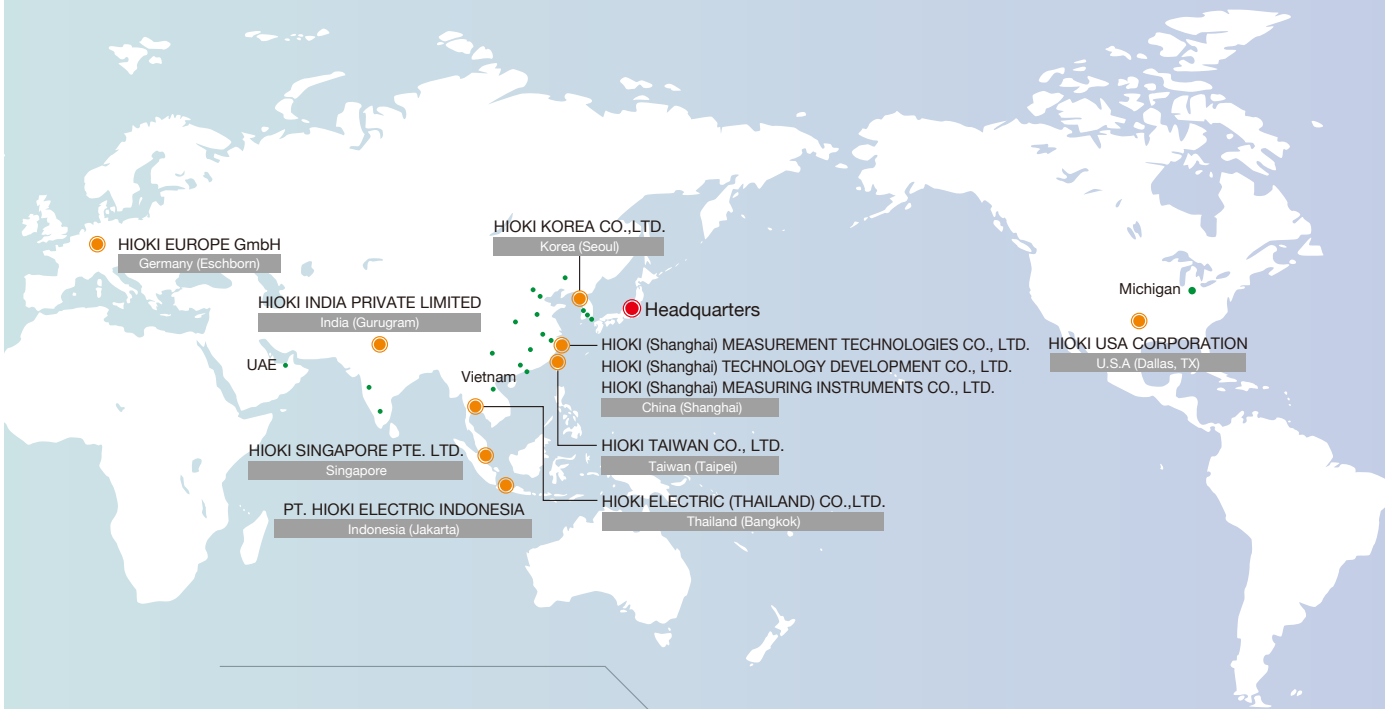 HIOKI KOREA CO.,LTD.
Korea (Seoul)
HIOKI EUROPE GmbH
Germany (Eschborn)
HIOKI INDIA PRIVATE LIMITED
India (Gurugram)
Headquarters
Michigan
HIOKI USA CORPORATION
U.S.A (Dallas, TX)
UAE
Vietnam
HIOKI (Shanghai) MEASUREMENT TECHNOLOGIES CO., LTD.
HIOKI (Shanghai) TECHNOLOGY DEVELOPMENT CO., LTD.
HIOKI (Shanghai) MEASURING INSTRUMENTS CO., LTD.
China (Shanghai)
HIOKI SINGAPORE PTE. LTD.
Singapore
HIOKI TAIWAN CO., LTD.
Taiwan (Taipei)
PT. HIOKI ELECTRIC INDONESIA
Indonesia (Jakarta)
HIOKI ELECTRIC (THAILAND) CO.,LTD.
Thailand (Bangkok)